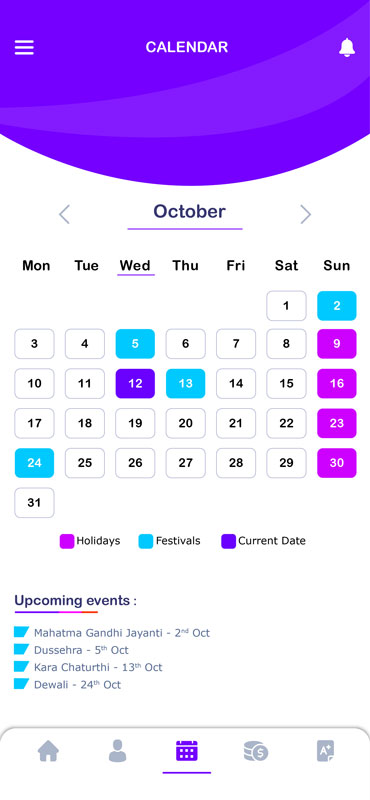 CALENDAR
October
Mon Tue Wed Thu Fri Sat Sun
1 2
3 4 5 6 7 8 9
10 11 12 13 14 15 16
17 18 19 20 21 22 23
24 25 26 27 28 29 30
31
Holidays Festivals Current Date
Upcoming events :
Mahatma Gandhi Jayanti - 2nd Oct
Dussehra - 5th Oct
Kara Chaturthi - 13th Oct
Dewali - 24th Oct
S A+